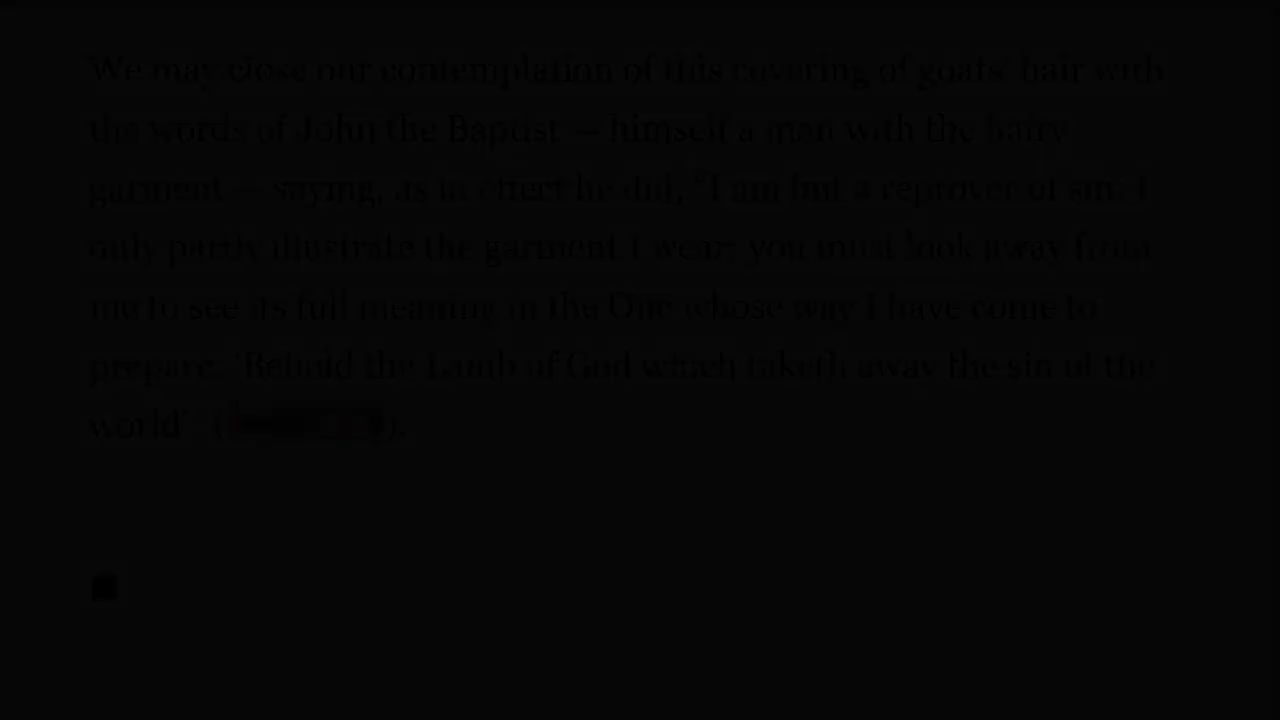 We may close our contemplation of this covering of goats' hair with
the words of John the Baptist — himself a man with the hairy
garment — saying, as in effect he did, "I am but a reprover of sin. I
only partly illustrate the garment I wear; you must look away from
me to see its full meaning in the One whose way I have come to
prepare. 'Behold the Lamb of God which taketh away the sin of the
world' (